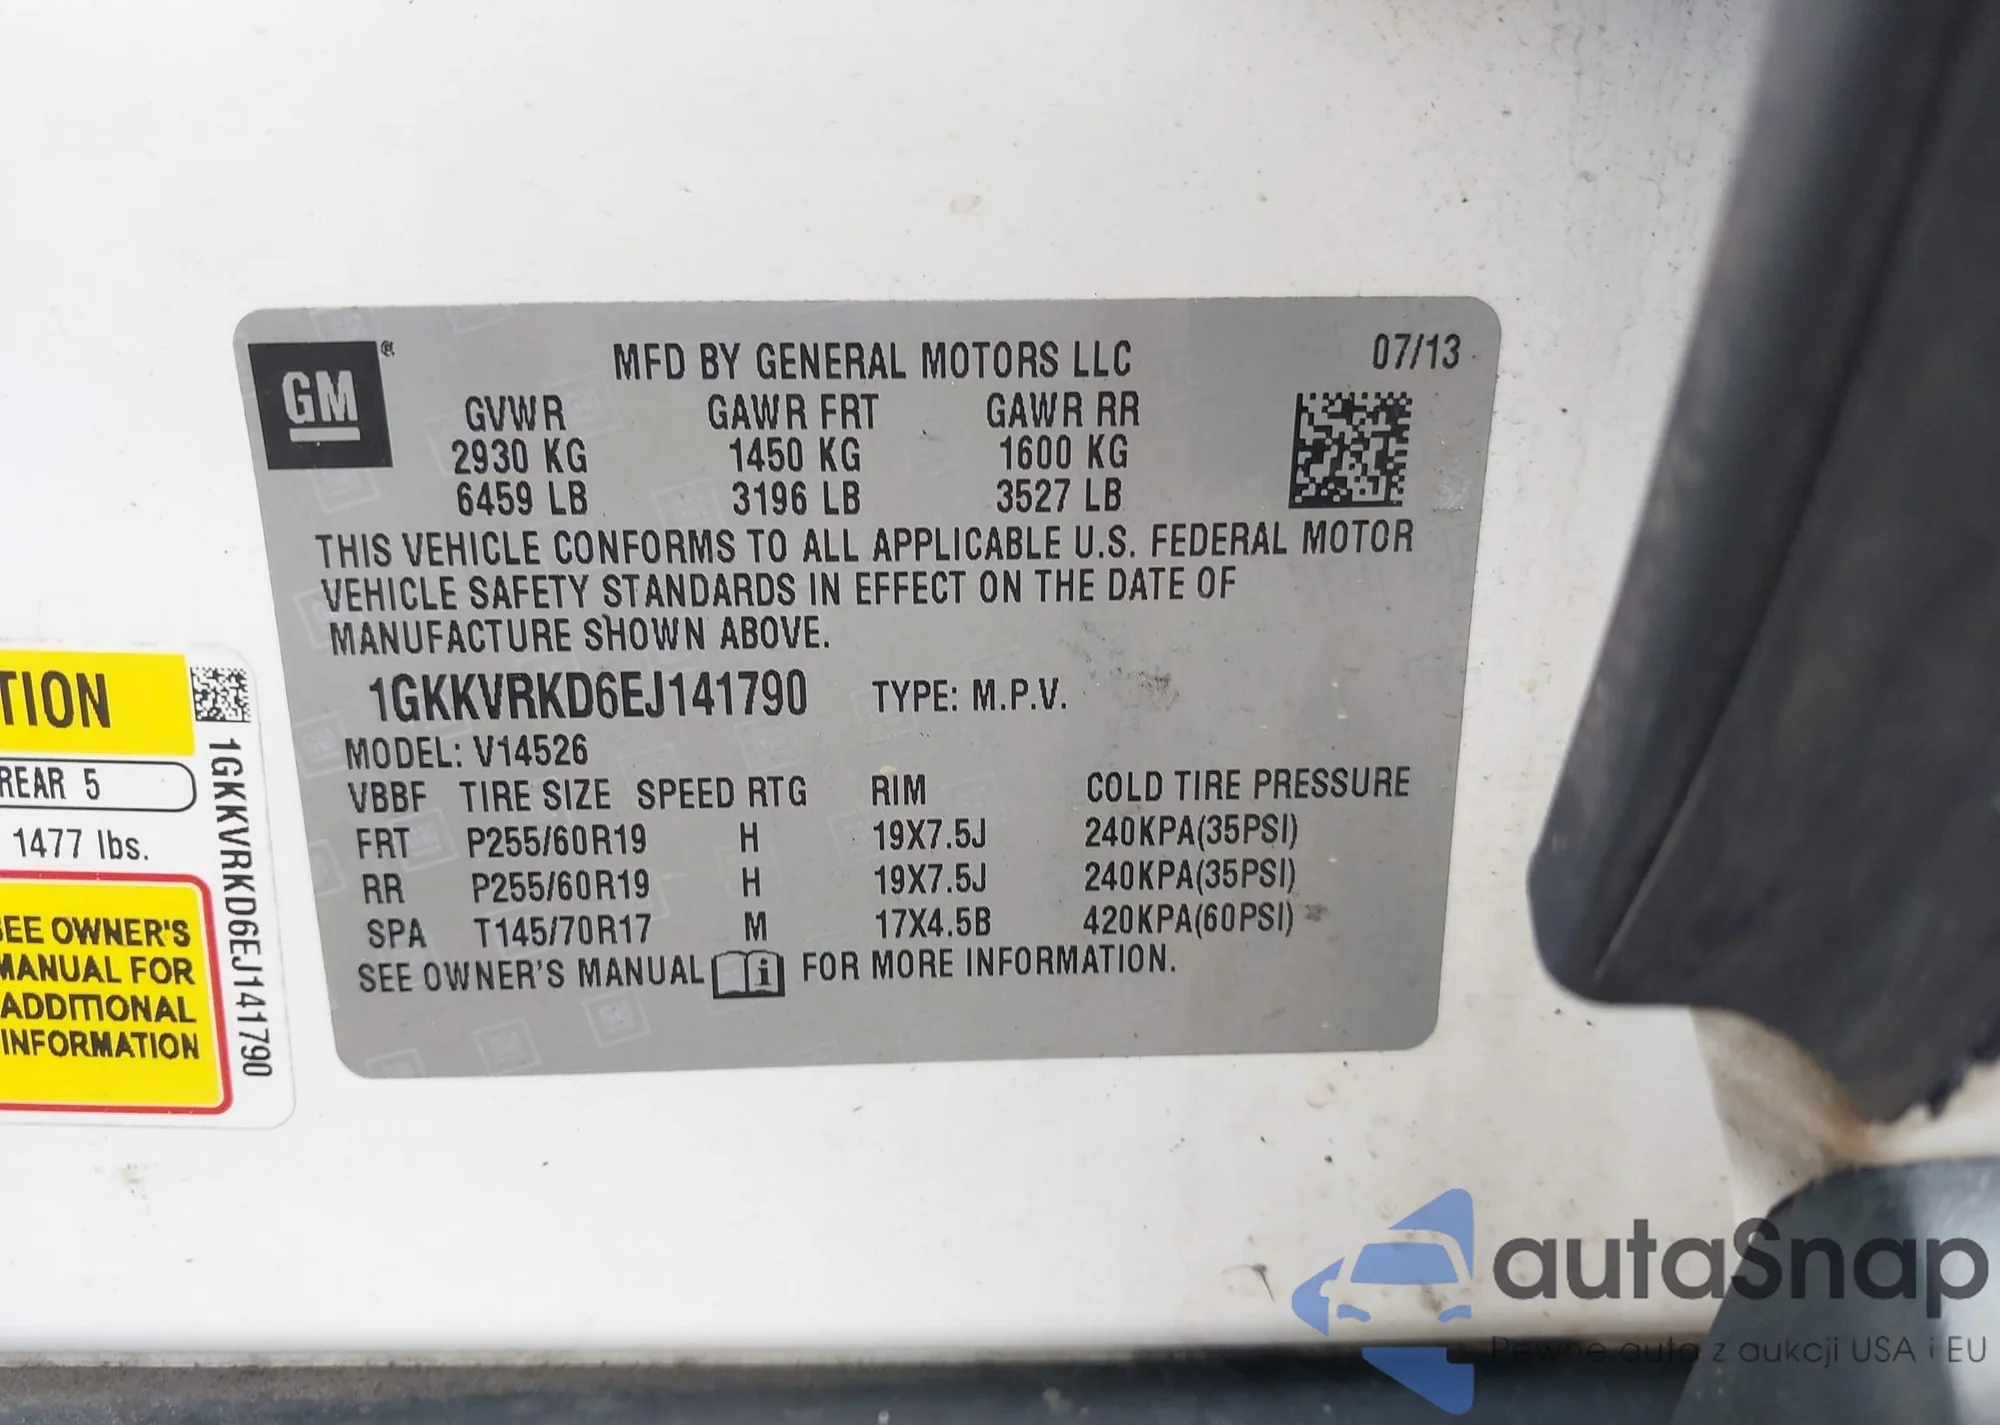 GM
®
MFD BY GENERAL MOTORS LLC
07/13
GVWR GAWR FRT GAWR RR
2930 KG 1450 KG 1600 KG
6459 LB 3196 LB 3527 LB
THIS VEHICLE CONFORMS TO ALL APPLICABLE U.S. FEDERAL MOTOR
VEHICLE SAFETY STANDARDS IN EFFECT ON THE DATE OF
MANUFACTURE SHOWN ABOVE.
1GKKVRKD6EJ141790 TYPE: M.P.V.
MODEL: V14526
VBBF TIRE SIZE SPEED RTG RIM COLD TIRE PRESSURE
FRT P255/60R19 H 19X7.5J 240KPA(35PSI)
RR P255/60R19 H 19X7.5J 240KPA(35PSI)
SPA T145/70R17 M 17X4.5B 420KPA(60PSI)
SEE OWNER'S MANUAL i FOR MORE INFORMATION.
TION
REAR 5
1477 lbs.
SEE OWNER'S
MANUAL FOR
ADDITIONAL
INFORMATION
1GKKVRKD6EJ141790
autaSnap
Pewne auta z aukcji USA i EU